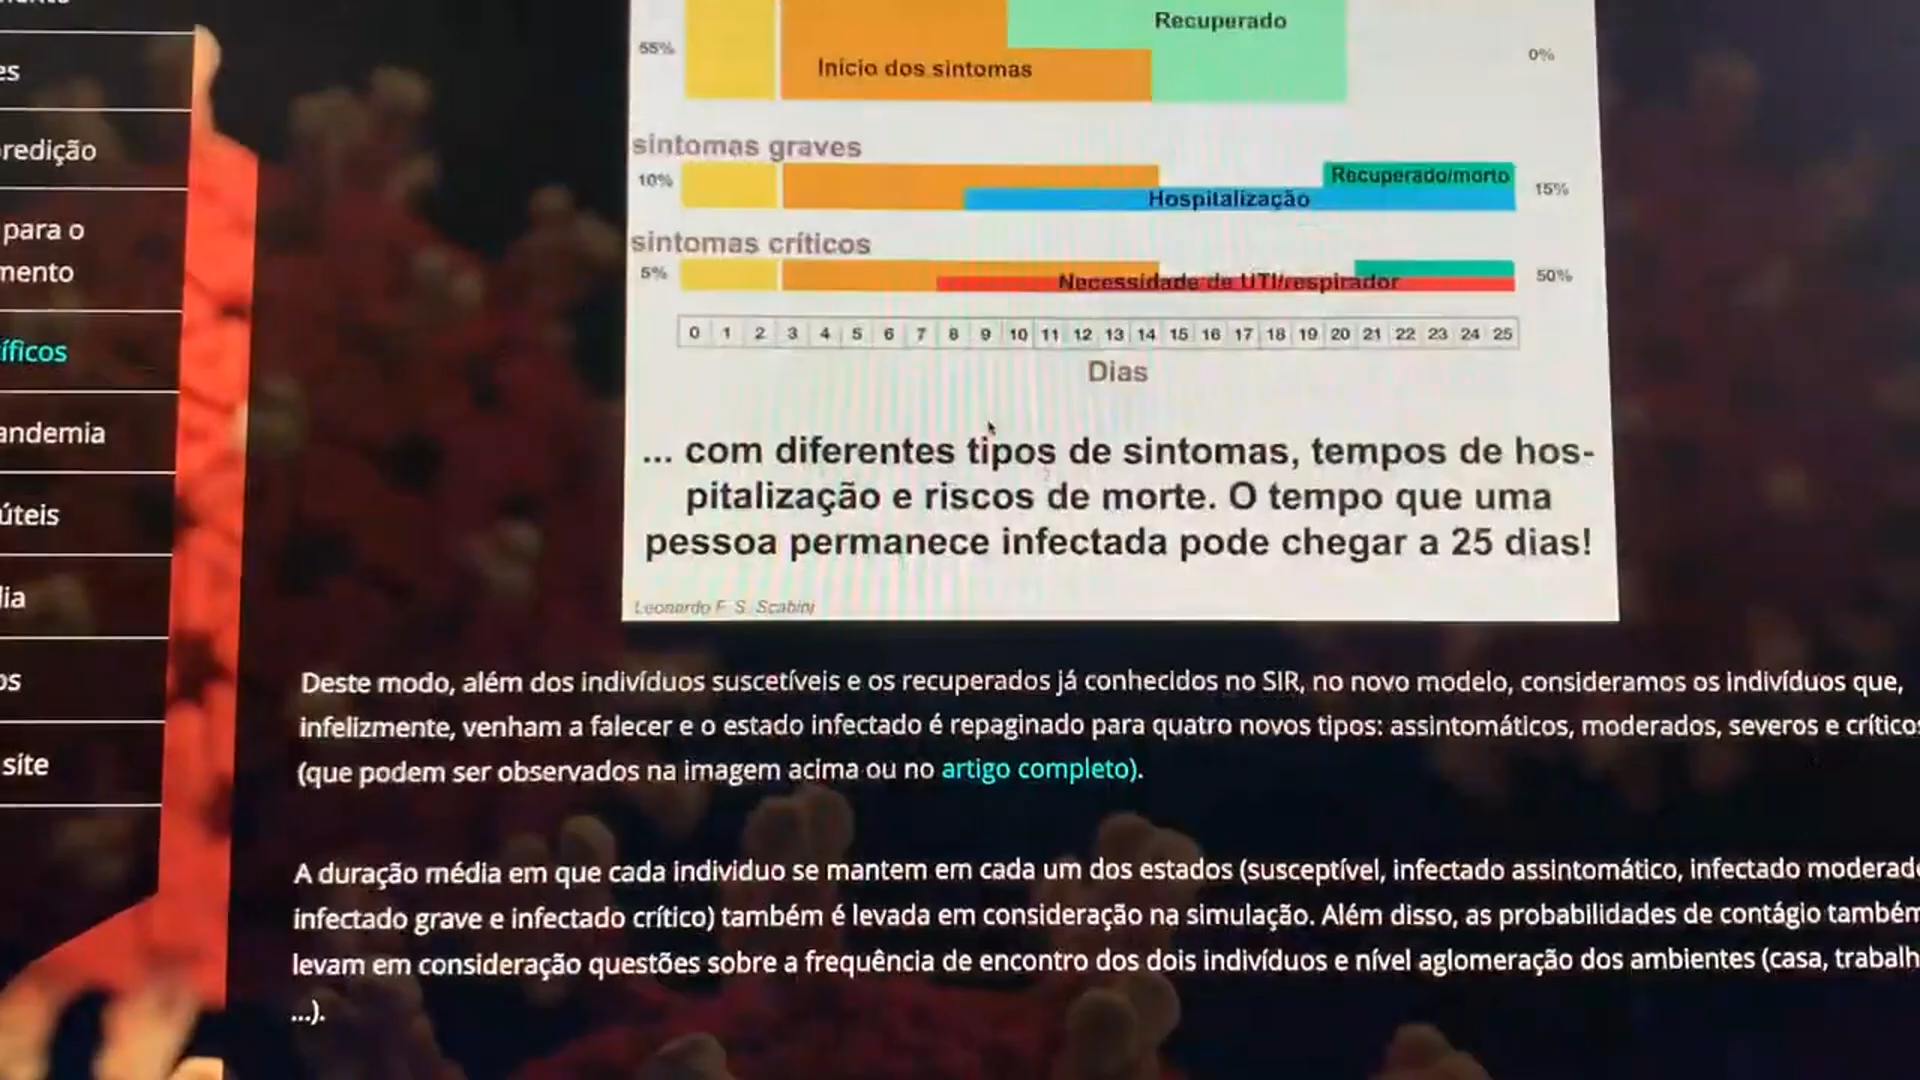 es
redição
para o
mento
íficos
andemia
úteis
lia
os
site
Recuperado
55%
0%
Inicio dos sintomas
sintomas graves
10%
Recuperado/morto
15%
Hospitalização
sintomas críticos
5%
Necessidade de UTI/respirador
50%
0 1 2 3 4 5 6 7 8 9 10 11 12 13 14 15 16 17 18 19 20 21 22 23 24 25
Dias
... com diferentes tipos de sintomas, tempos de hos-
pitalização e riscos de morte. O tempo que uma
pessoa permanece infectada pode chegar a 25 dias!
Leonardo F. S. Scabini
Deste modo, além dos indivíduos suscetíveis e os recuperados já conhecidos no SIR, no novo modelo, consideramos os indivíduos que,
infelizmente, venham a falecer e o estado infectado é repaginado para quatro novos tipos: assintomáticos, moderados, severos e críticos
(que podem ser observados na imagem acima ou no artigo completo).
A duração média em que cada individuo se mantem em cada um dos estados (susceptível, infectado assintomático, infectado moderado
infectado grave e infectado crítico) também é levada em consideração na simulação. Além disso, as probabilidades de contágio também
levam em consideração questões sobre a frequência de encontro dos dois indivíduos e nível aglomeração dos ambientes (casa, trabalh
...).